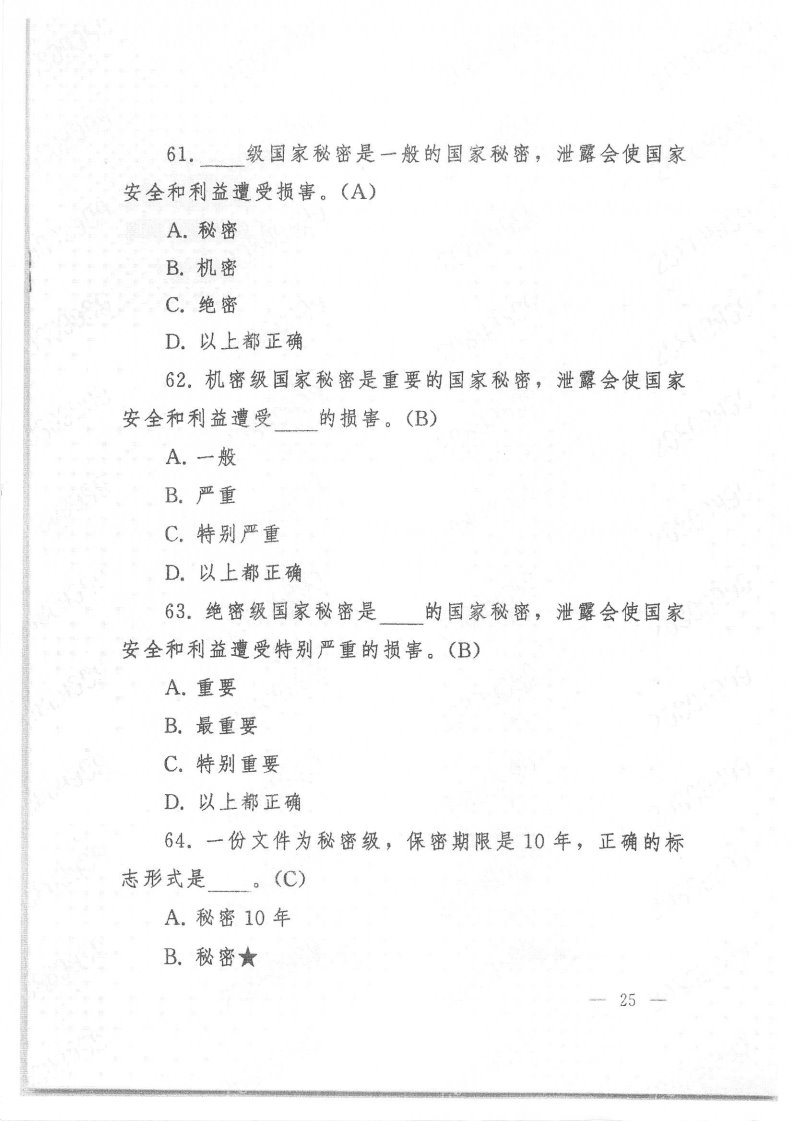 61.____级国家秘密是一般的国家秘密，泄露会使国家
安全和利益遭受损害。(A)
A. 秘密
B. 机密
C. 绝密
D. 以上都正确
62. 机密级国家秘密是重要的国家秘密，泄露会使国家
安全和利益遭受____的损害。(B)
A. 一般
B. 严重
C. 特别严重
D. 以上都正确
63. 绝密级国家秘密是____的国家秘密，泄露会使国家
安全和利益遭受特别严重的损害。(B)
A. 重要
B. 最重要
C. 特别重要
D. 以上都正确
64. 一份文件为秘密级，保密期限是 10 年，正确的标
志形式是____。(C)
A. 秘密 10 年
B. 秘密★
— 25 —